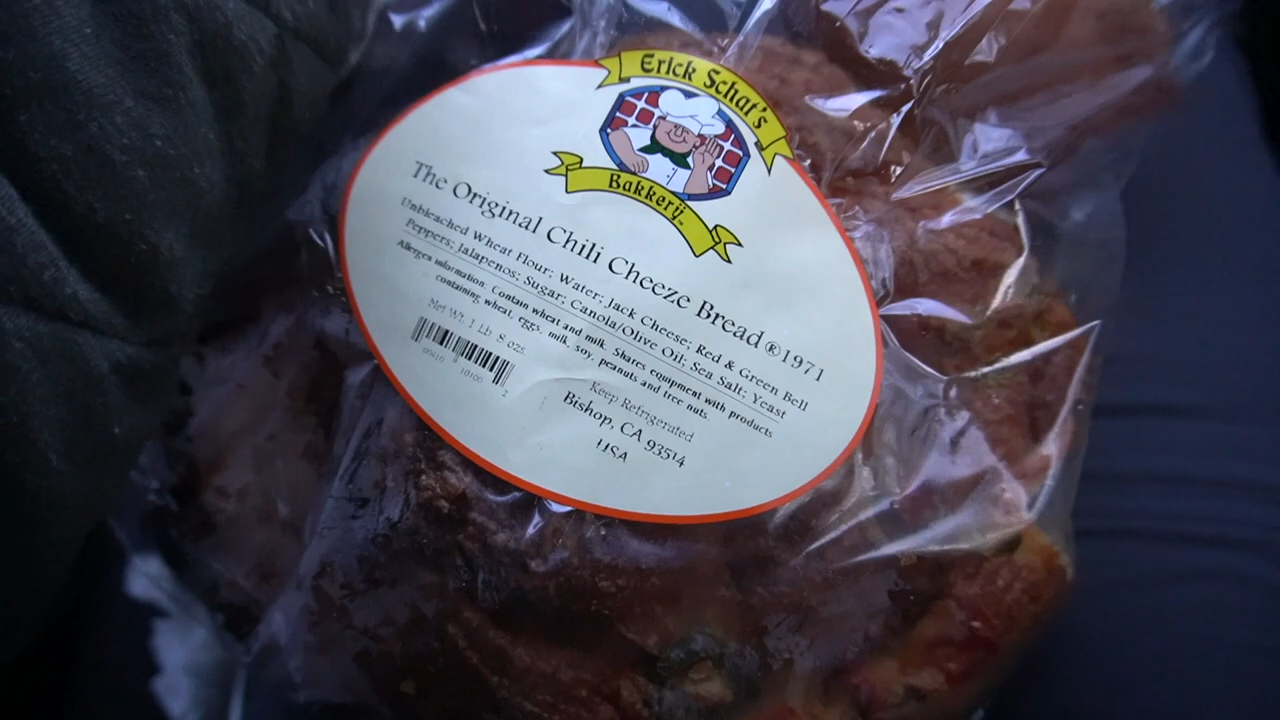 Erick Schat's
Bakkerÿ™
The Original Chili Cheeze Bread®1971
Unbleached Wheat Flour; Water; Jack Cheese; Red & Green Bell
Peppers; Jalapenos; Sugar; Canola/Olive Oil; Sea Salt; Yeast
Allergen information: Contain wheat and milk. Shares equipment with products
containing wheat, eggs, milk, soy, peanuts and tree nuts.
Net Wt. 1 Lb 8 ozs.
Keep Refrigerated
Bishop, CA 93514
USA